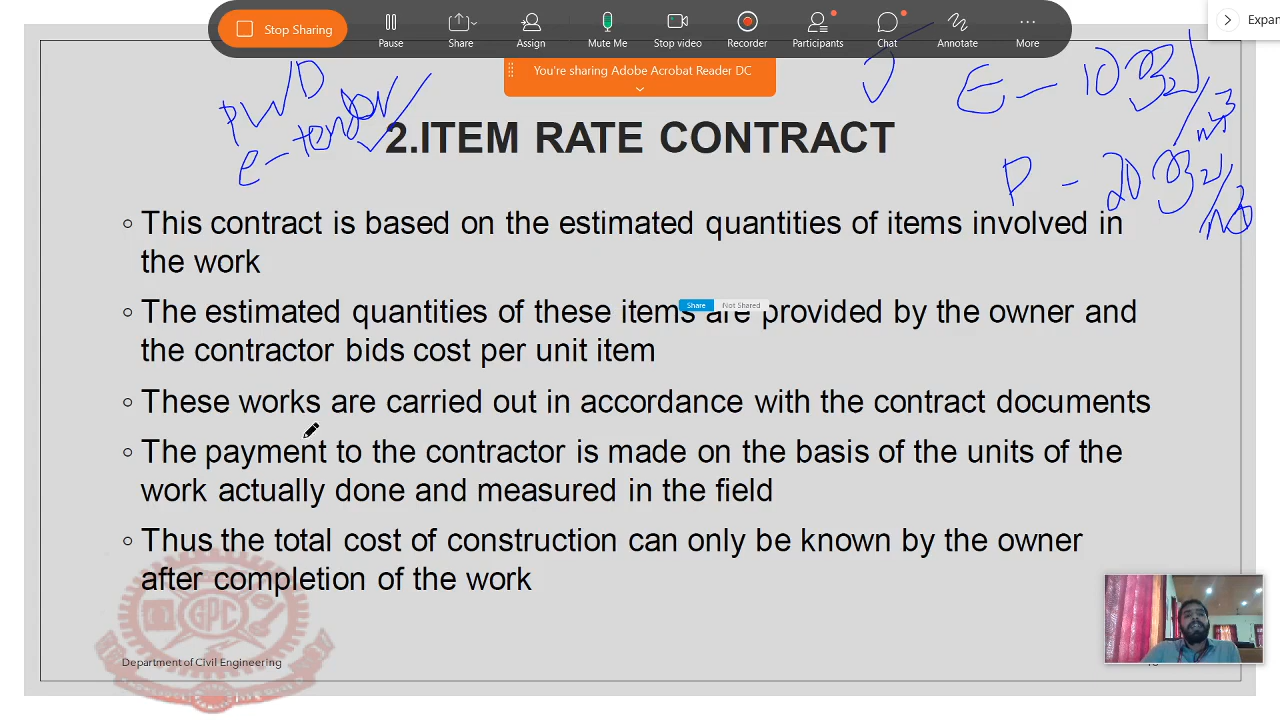 Stop Sharing
Pause
Share
Assign
Mute Me
Stop video
Recorder
Participants
Chat
Annotate
More
Expan
You're sharing Adobe Acrobat Reader DC
PWD
e-tender
E - 10
P - 20
2.ITEM RATE CONTRACT
◦ This contract is based on the estimated quantities of items involved in
the work
◦ The estimated quantities of these items are provided by the owner and
the contractor bids cost per unit item
Share Not Shared
◦ These works are carried out in accordance with the contract documents
◦ The payment to the contractor is made on the basis of the units of the
work actually done and measured in the field
◦ Thus the total cost of construction can only be known by the owner
after completion of the work
GPC
Department of Civil Engineering